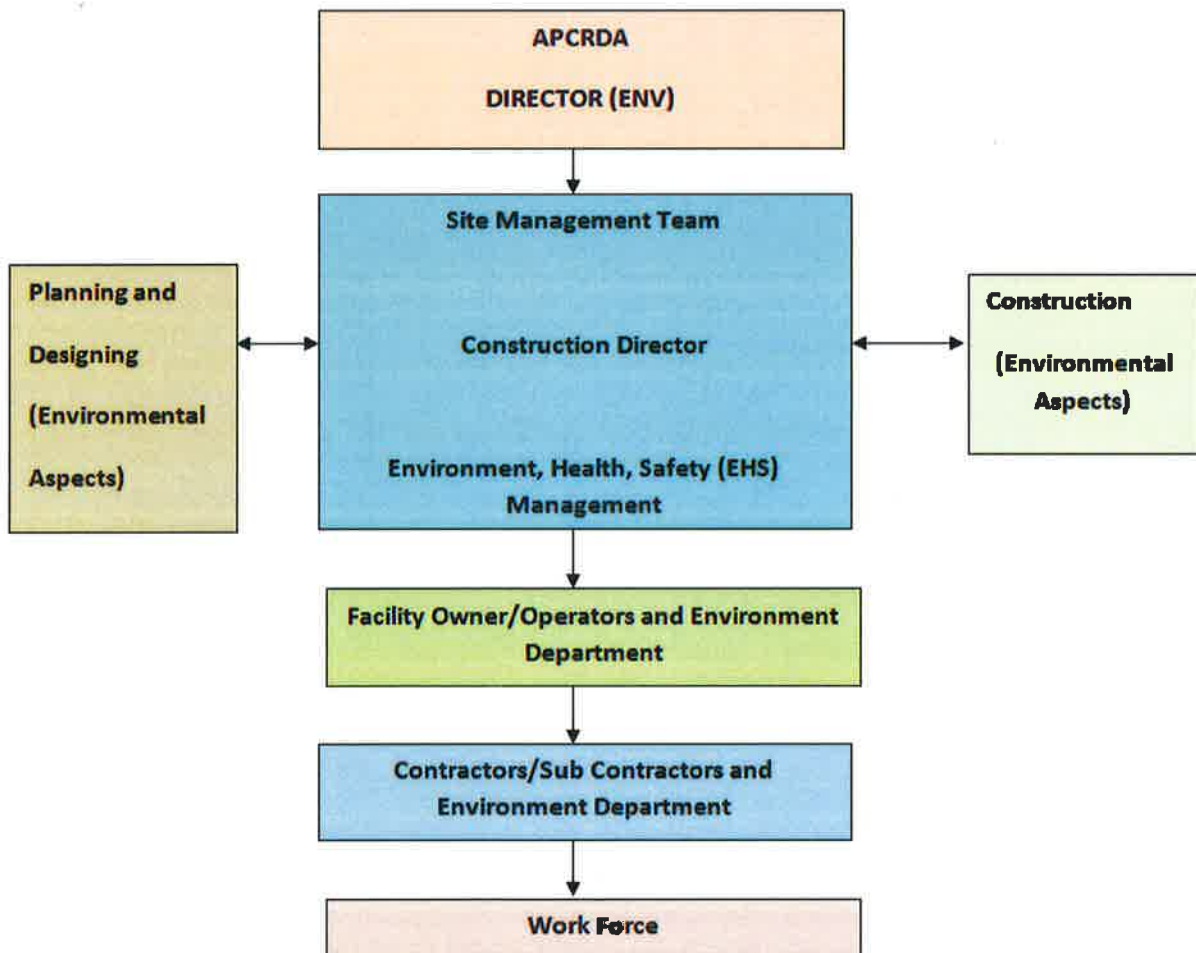 APCRDA
DIRECTOR (ENV)
Site Management Team
Construction Director
Environment, Health, Safety (EHS)
Management
Planning and
Designing
(Environmental
Aspects)
Construction
(Environmental
Aspects)
Facility Owner/Operators and Environment
Department
Contractors/Sub Contractors and
Environment Department
Work Force